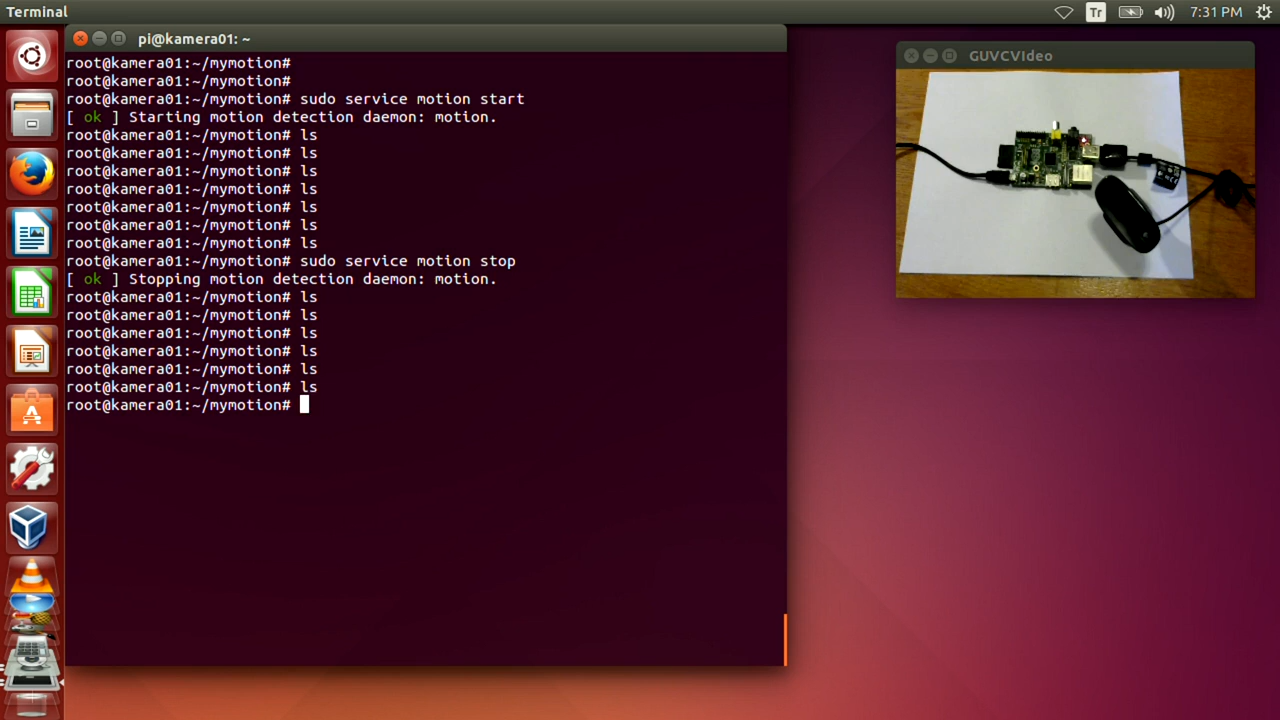 Terminal
Tr
7:31 PM
pi@kamera01: ~
root@kamera01:~/mymotion#
root@kamera01:~/mymotion#
root@kamera01:~/mymotion# sudo service motion start
[ ok ] Starting motion detection daemon: motion.
root@kamera01:~/mymotion# ls
root@kamera01:~/mymotion# ls
root@kamera01:~/mymotion# ls
root@kamera01:~/mymotion# ls
root@kamera01:~/mymotion# ls
root@kamera01:~/mymotion# ls
root@kamera01:~/mymotion# ls
root@kamera01:~/mymotion# sudo service motion stop
[ ok ] Stopping motion detection daemon: motion.
root@kamera01:~/mymotion# ls
root@kamera01:~/mymotion# ls
root@kamera01:~/mymotion# ls
root@kamera01:~/mymotion# ls
root@kamera01:~/mymotion# ls
root@kamera01:~/mymotion# ls
root@kamera01:~/mymotion#
GUVCVIdeo